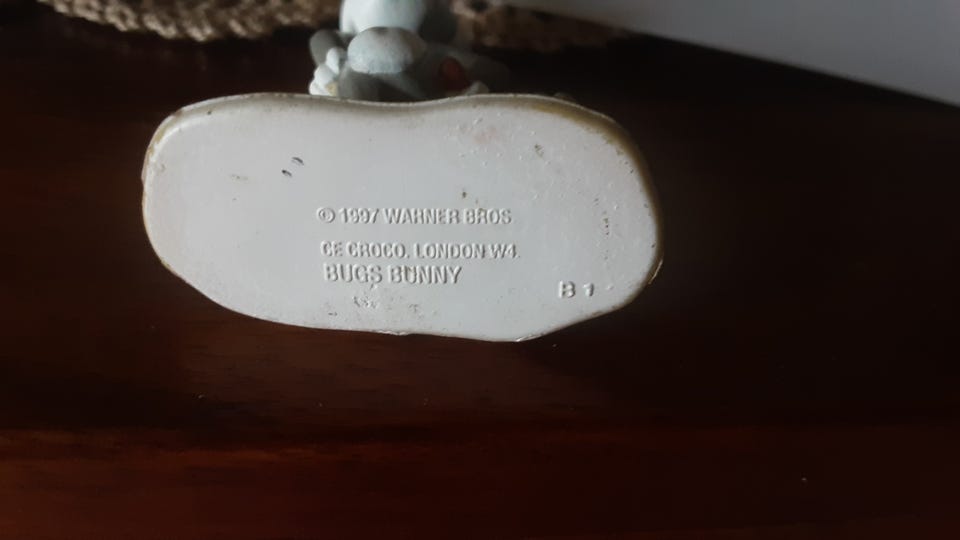 © 1997 WARNER BROS
CE CROCO. LONDON W4.
BUGS BUNNY
B 1